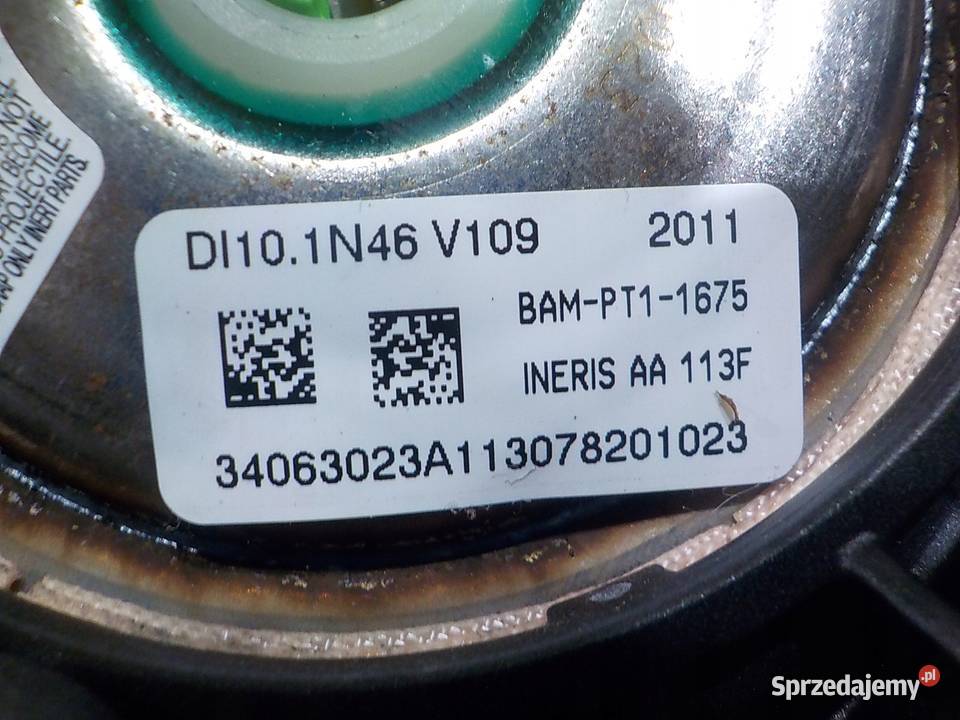 NOT
BECOME
PROJECTILE.
ONLY INERT PARTS.
DI10.1N46 V109 2011
BAM-PT1-1675
INERIS AA 113F
34063023A113078201023
Sprzedajemy.pl